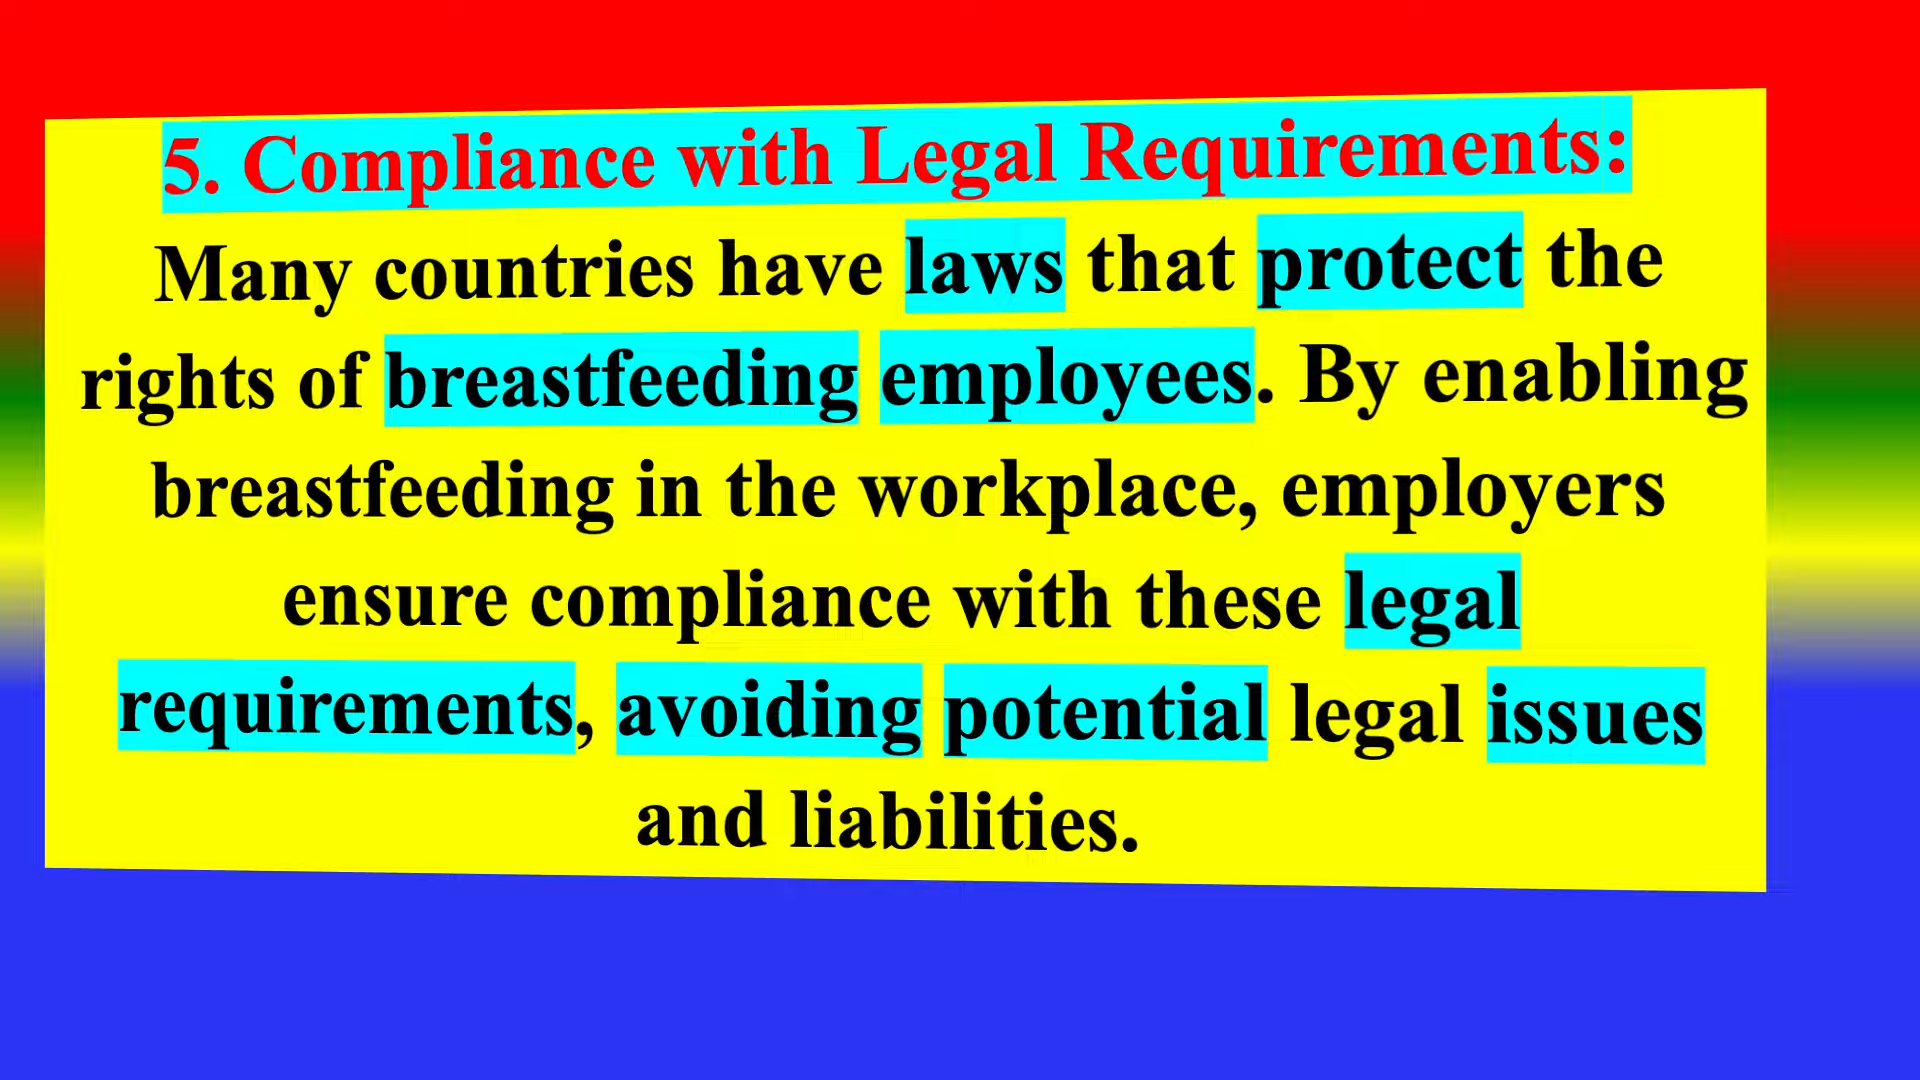 5. Compliance with Legal Requirements:
Many countries have laws that protect the
rights of breastfeeding employees. By enabling
breastfeeding in the workplace, employers
ensure compliance with these legal
requirements, avoiding potential legal issues
and liabilities.